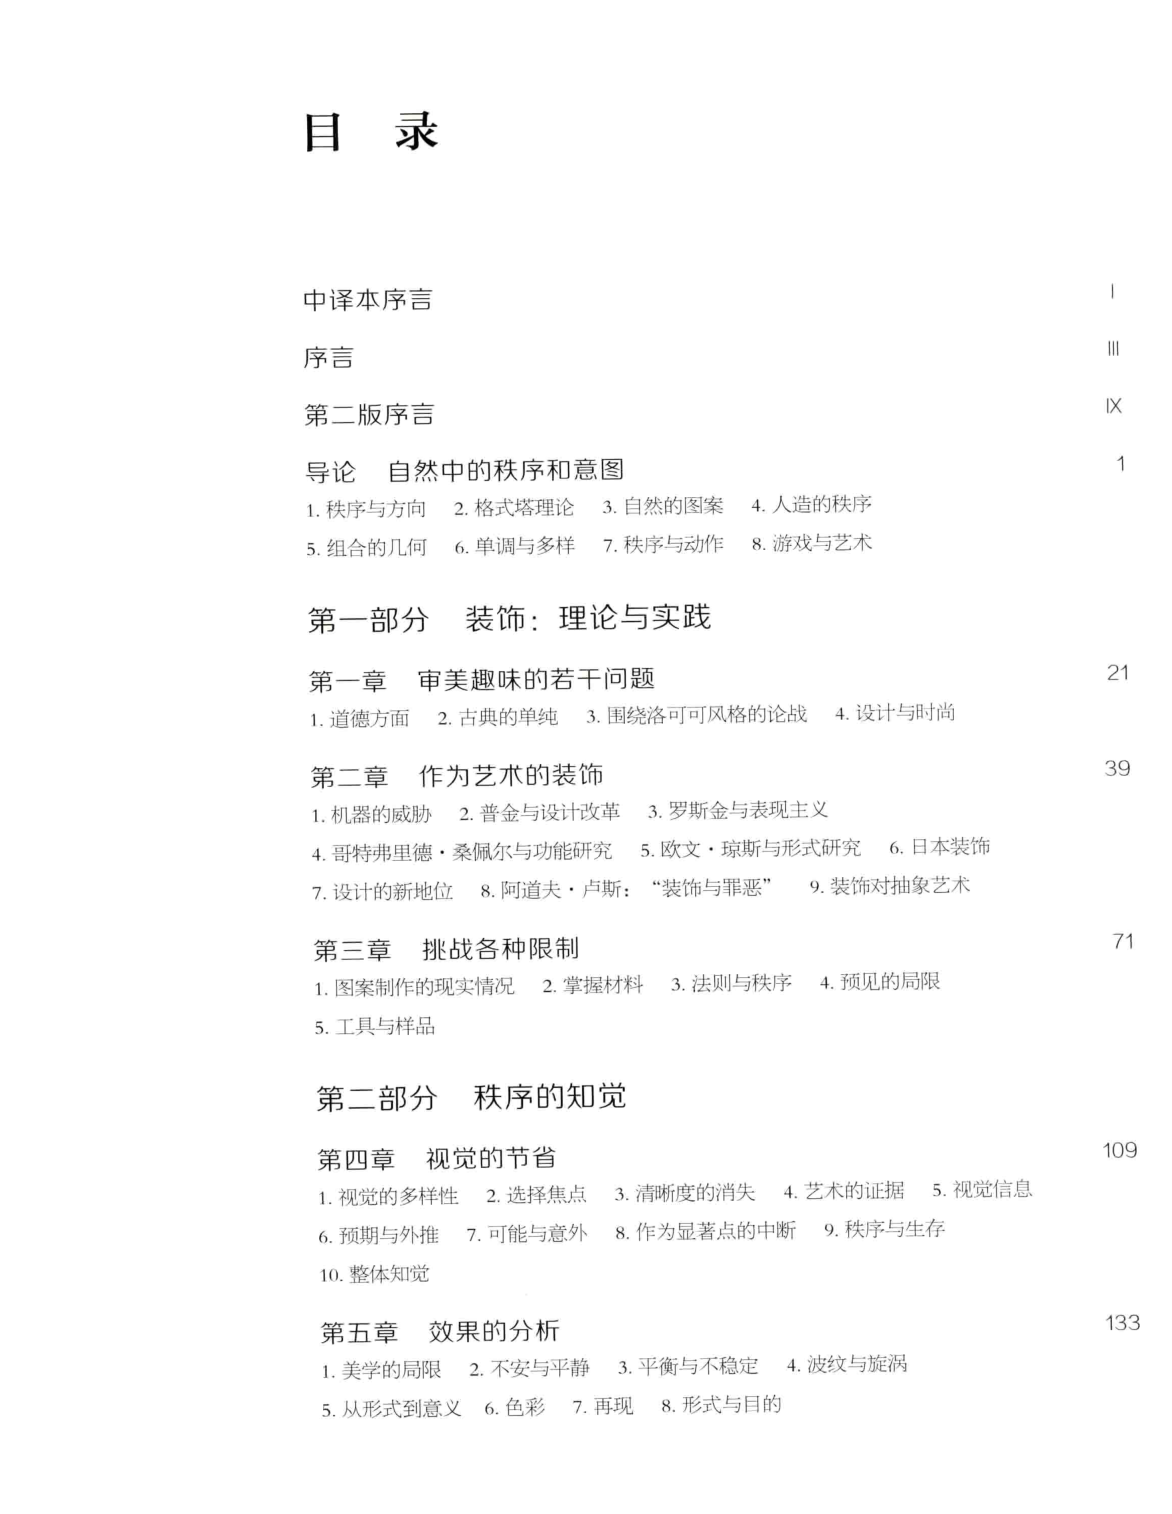 目 录
中译本序言 I
序言 III
第二版序言 IX
导论 自然中的秩序和意图 1
1. 秩序与方向 2. 格式塔理论 3. 自然的图案 4. 人造的秩序
5. 组合的几何 6. 单调与多样 7. 秩序与动作 8. 游戏与艺术
第一部分 装饰：理论与实践
第一章 审美趣味的若干问题 21
1. 道德方面 2. 古典的单纯 3. 围绕洛可可风格的论战 4. 设计与时尚
第二章 作为艺术的装饰 39
1. 机器的威胁 2. 普金与设计改革 3. 罗斯金与表现主义
4. 哥特弗里德·桑佩尔与功能研究 5. 欧文·琼斯与形式研究 6. 日本装饰
7. 设计的新地位 8. 阿道夫·卢斯：“装饰与罪恶” 9. 装饰对抽象艺术
第三章 挑战各种限制 71
1. 图案制作的现实情况 2. 掌握材料 3. 法则与秩序 4. 预见的局限
5. 工具与样品
第二部分 秩序的知觉
第四章 视觉的节省 109
1. 视觉的多样性 2. 选择焦点 3. 清晰度的消失 4. 艺术的证据 5. 视觉信息
6. 预期与外推 7. 可能与意外 8. 作为显著点的中断 9. 秩序与生存
10. 整体知觉
第五章 效果的分析 133
1. 美学的局限 2. 不安与平静 3. 平衡与不稳定 4. 波纹与旋涡
5. 从形式到意义 6. 色彩 7. 再现 8. 形式与目的